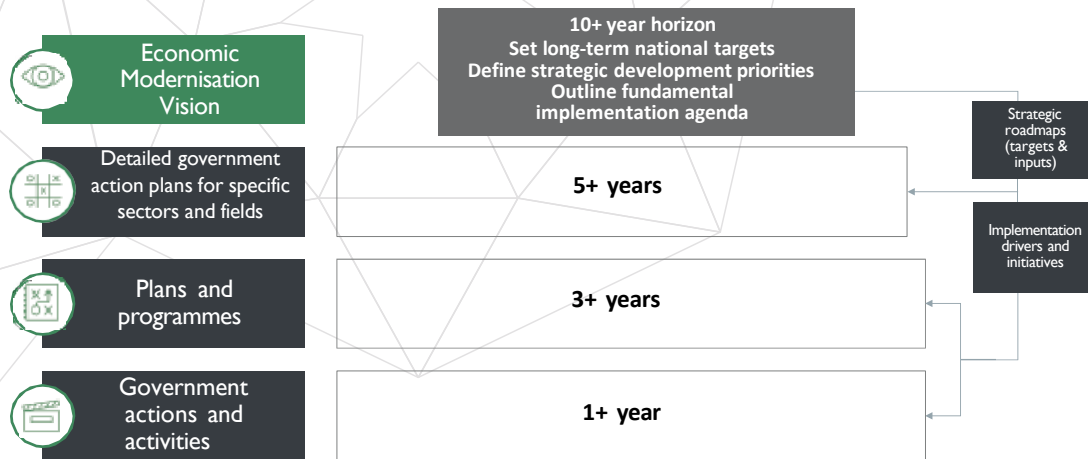 Economic
Modernisation
Vision
10+ year horizon
Set long-term national targets
Define strategic development priorities
Outline fundamental
implementation agenda
Strategic
roadmaps
(targets &
inputs)
Detailed government
action plans for specific
sectors and fields
5+ years
Implementation
drivers and
initiatives
Plans and
programmes
3+ years
Government
actions and
activities
1+ year